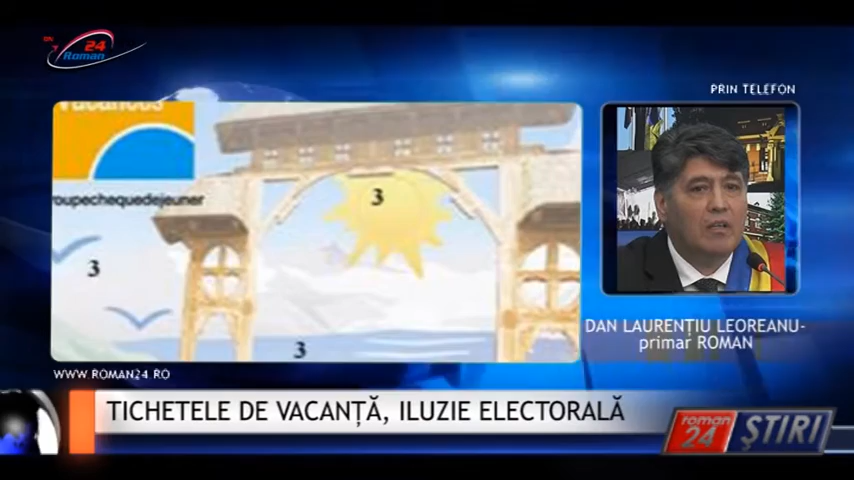 24
Roman
PRIN TELEFON
Vacances
roupechequedejeuner
3
3
3
DAN LAURENȚIU LEOREANU-
primar ROMAN
WWW.ROMAN24.RO
TICHETELE DE VACANȚĂ, ILUZIE ELECTORALĂ
roman
24
ȘTIRI